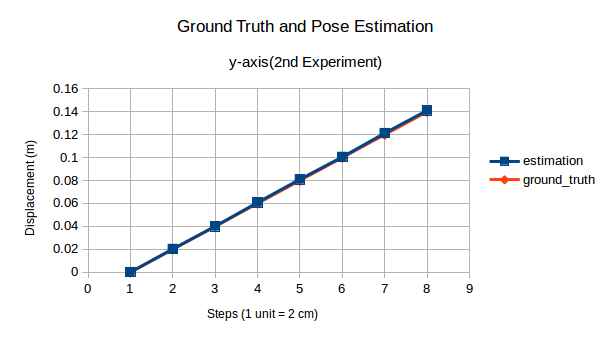 Ground Truth and Pose Estimation
y-axis(2nd Experiment)
Displacement (m)
0.16
0.14
0.12
0.1
0.08
0.06
0.04
0.02
0
0 1 2 3 4 5 6 7 8 9
Steps (1 unit = 2 cm)
estimation
ground_truth